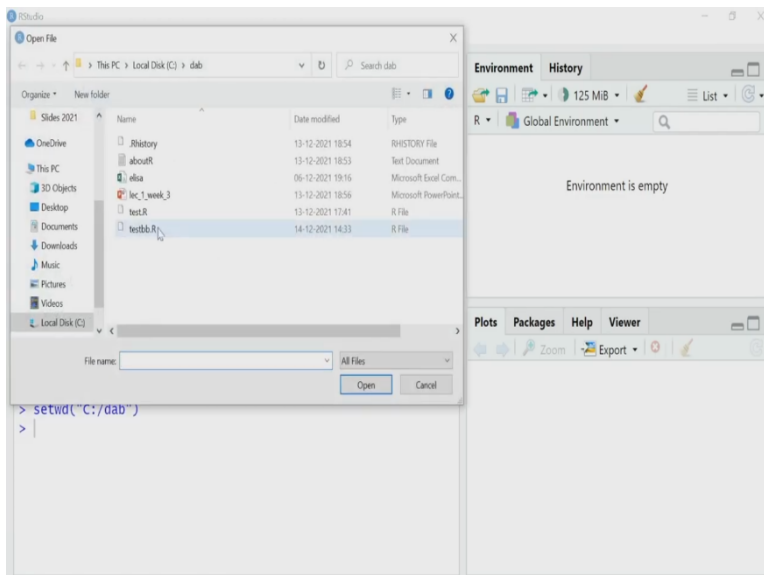 RStudio
Open File
This PC > Local Disk (C:) > dab
Search dab
Organize
New folder
Slides 2021
OneDrive
This PC
3D Objects
Desktop
Documents
Downloads
Music
Pictures
Videos
Local Disk (C:)
Name Date modified Type
.Rhistory 13-12-2021 18:54 RHISTORY File
aboutR 13-12-2021 18:53 Text Document
elisa 06-12-2021 19:16 Microsoft Excel Com...
lec_1_week_3 13-12-2021 18:56 Microsoft PowerPoint...
test.R 13-12-2021 17:41 R File
testbb.R 14-12-2021 14:33 R File
File name:
All Files
Open Cancel
> setwd("C:/dab")
>
Environment History
125 MiB List
R Global Environment
Environment is empty
Plots Packages Help Viewer
Zoom Export